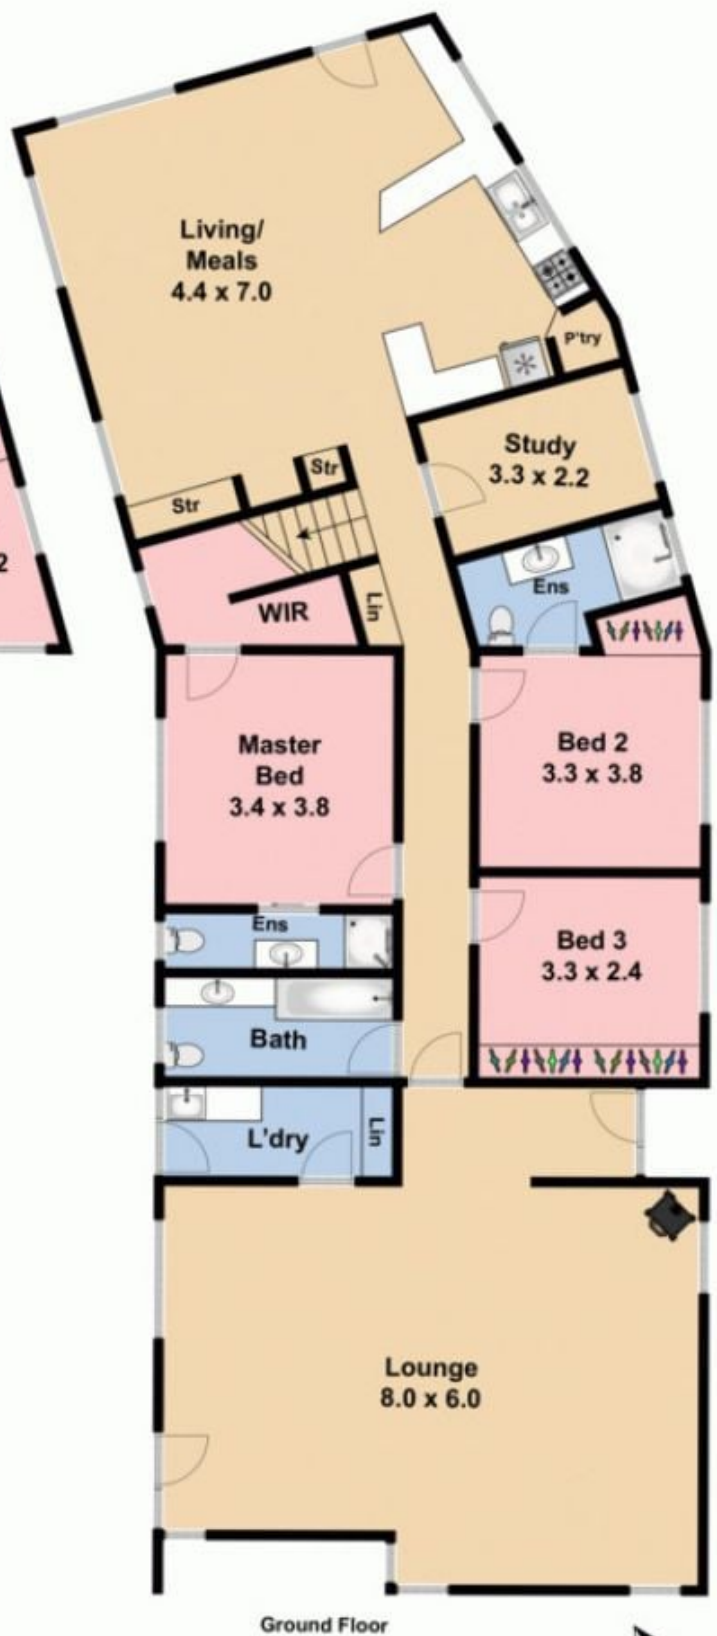 Living/
Meals
4.4 x 7.0
P'try
Study
3.3 x 2.2
Str
Str
Ens
WIR
Lin
Master
Bed
3.4 x 3.8
Bed 2
3.3 x 3.8
Ens
Bed 3
3.3 x 2.4
Bath
L'dry
Lin
Lounge
8.0 x 6.0
Ground Floor
2